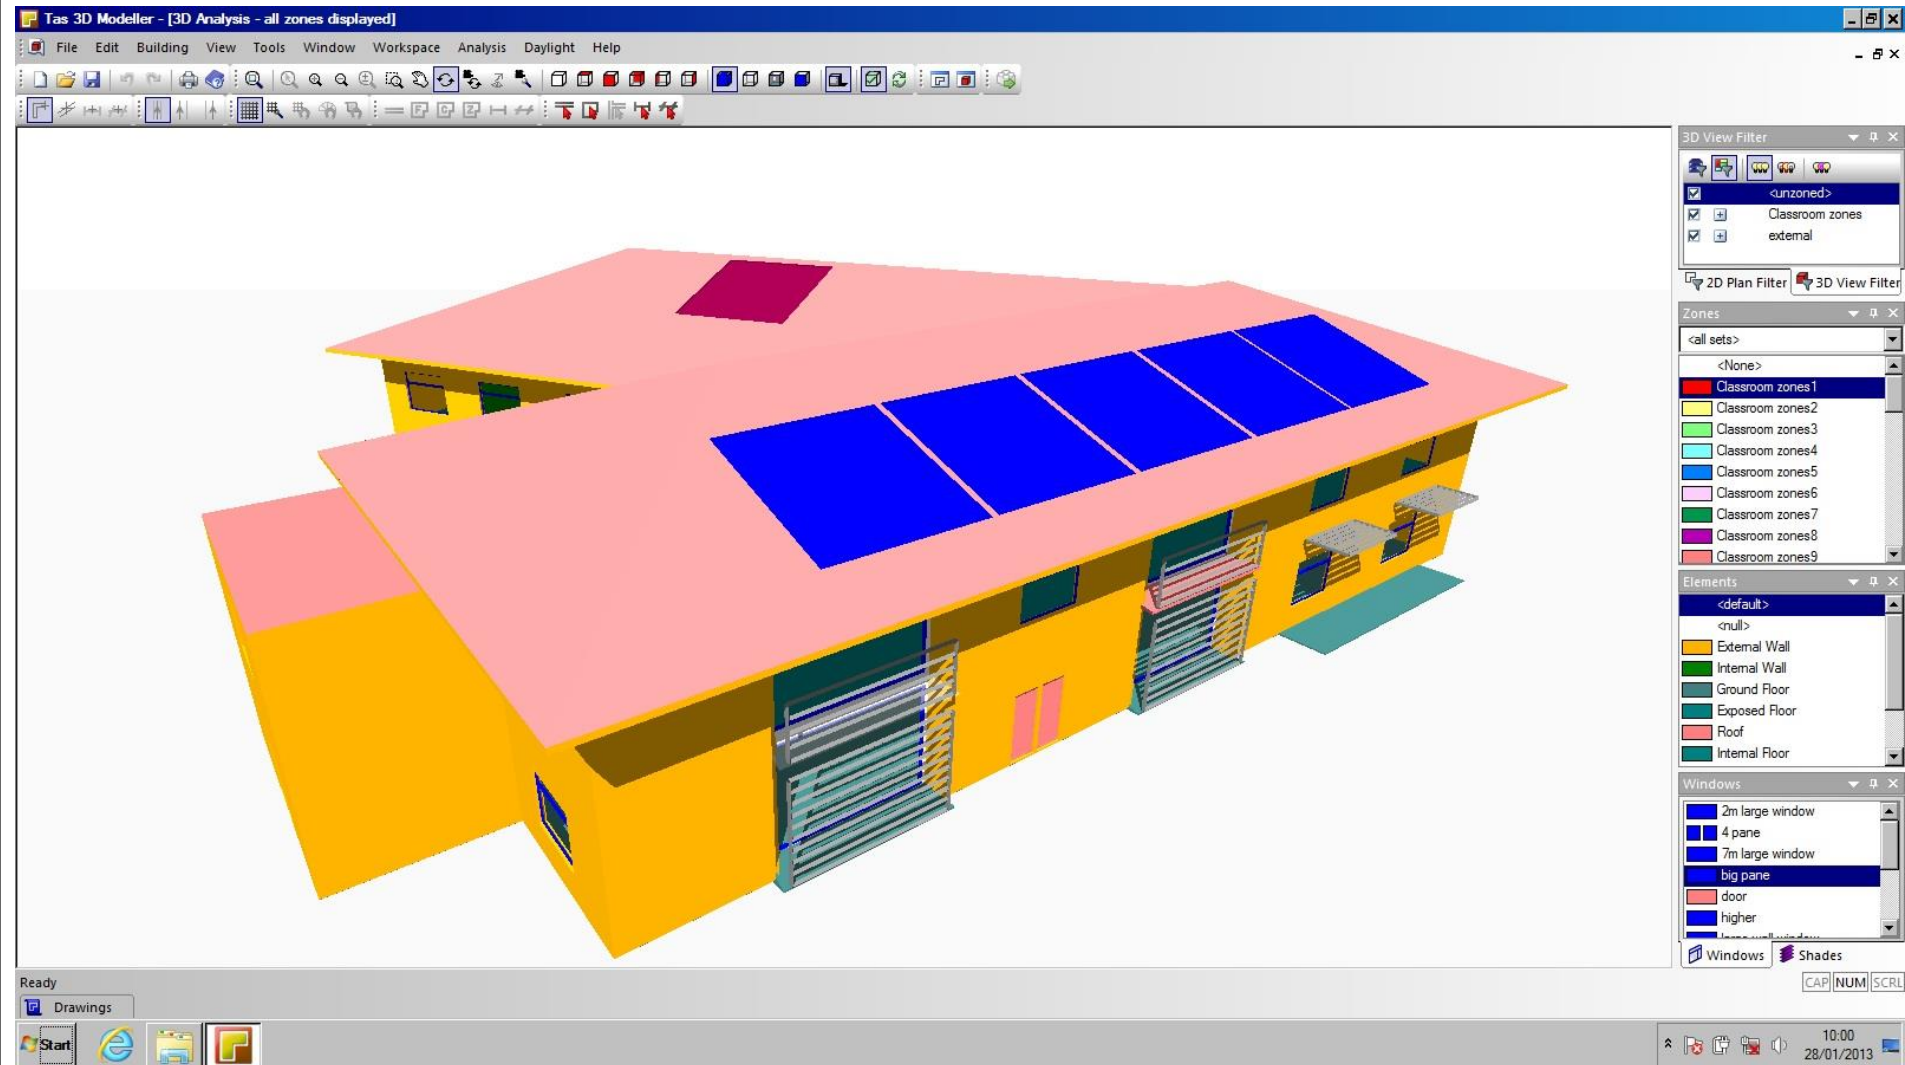 Tas 3D Modeller - [3D Analysis - all zones displayed]
File Edit Building View Tools Window Workspace Analysis Daylight Help
3D View Filter
<unzoned>
Classroom zones
external
2D Plan Filter 3D View Filter
Zones
<all sets>
<None>
Classroom zones1
Classroom zones2
Classroom zones3
Classroom zones4
Classroom zones5
Classroom zones6
Classroom zones7
Classroom zones8
Classroom zones9
Elements
<default>
<null>
External Wall
Internal Wall
Ground Floor
Exposed Floor
Roof
Internal Floor
Windows
2m large window
4 pane
7m large window
big pane
door
higher
Windows Shades
Ready
CAP NUM SCRL
Drawings
Start
10:00
28/01/2013